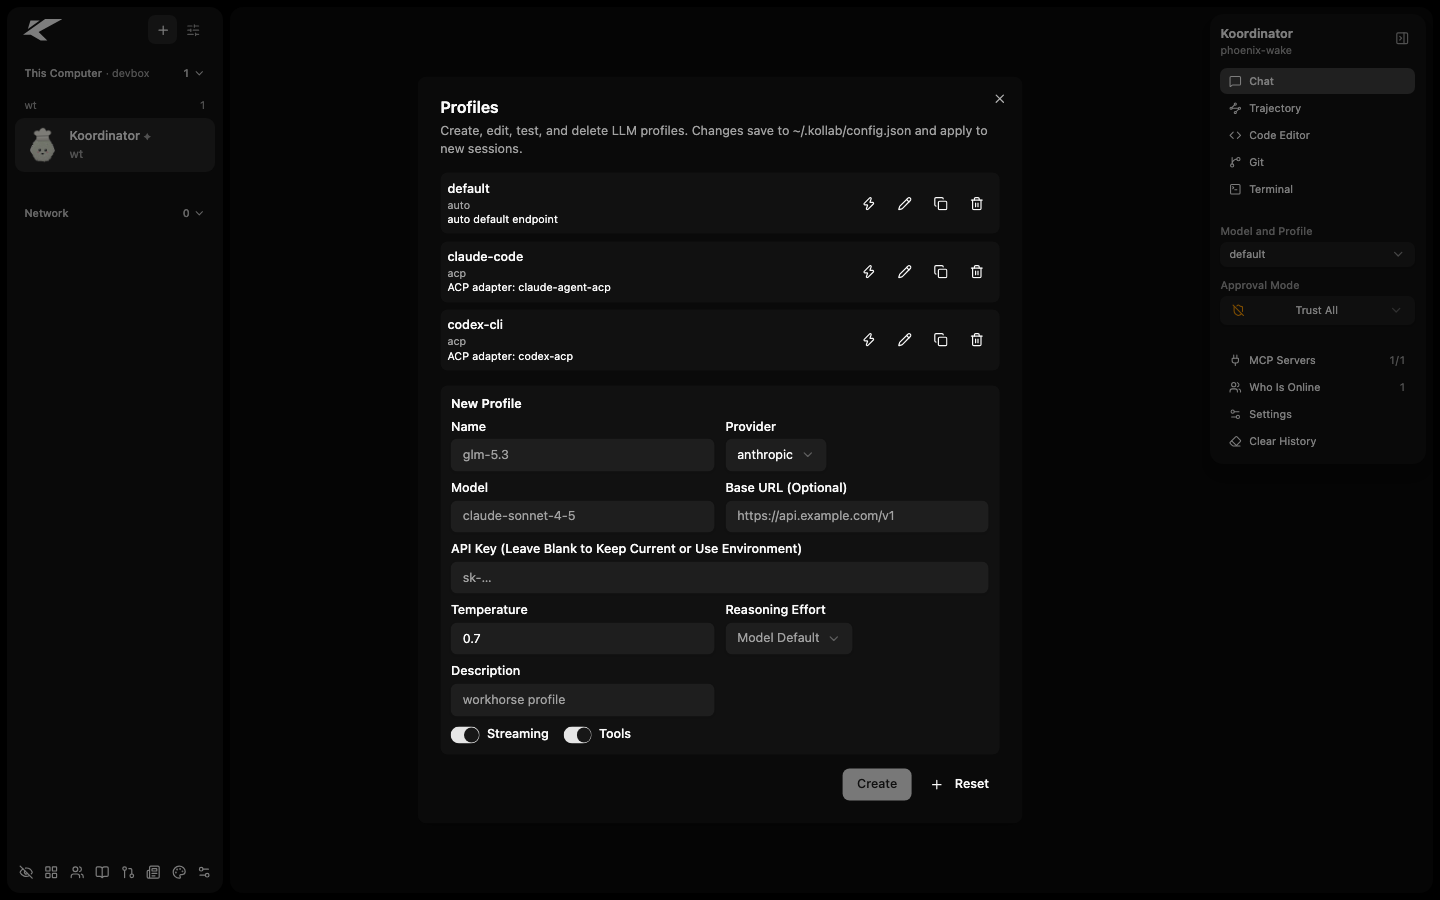 This Computer · devbox 1
wt 1
Koordinator
wt
Network 0
Profiles
Create, edit, test, and delete LLM profiles. Changes save to ~/.kollab/config.json and apply to
new sessions.
default
auto
auto default endpoint
claude-code
acp
ACP adapter: claude-agent-acp
codex-cli
acp
ACP adapter: codex-acp
New Profile
Name Provider
glm-5.3 anthropic
Model Base URL (Optional)
claude-sonnet-4-5 https://api.example.com/v1
API Key (Leave Blank to Keep Current or Use Environment)
sk-...
Temperature Reasoning Effort
0.7 Model Default
Description
workhorse profile
Streaming Tools
Create Reset
Koordinator
phoenix-wake
Chat
Trajectory
Code Editor
Git
Terminal
Model and Profile
default
Approval Mode
Trust All
MCP Servers 1/1
Who Is Online 1
Settings
Clear History